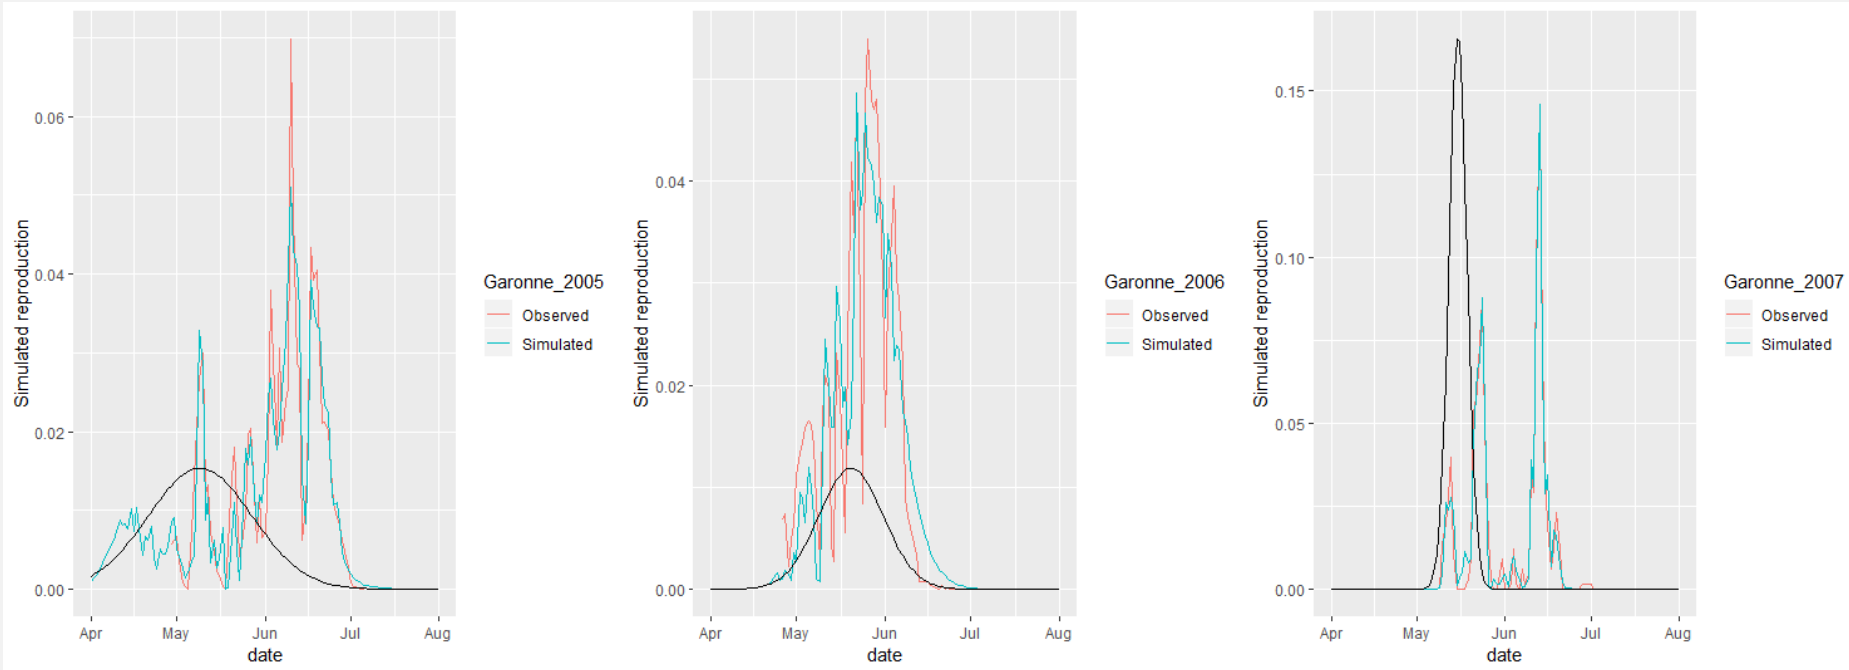 Simulated reproduction
0.06
0.04
0.02
0.00
Apr May Jun Jul Aug
date
Garonne_2005
Observed
Simulated
Simulated reproduction
0.04
0.02
0.00
Apr May Jun Jul Aug
date
Garonne_2006
Observed
Simulated
Simulated reproduction
0.15
0.10
0.05
0.00
Apr May Jun Jul Aug
date
Garonne_2007
Observed
Simulated